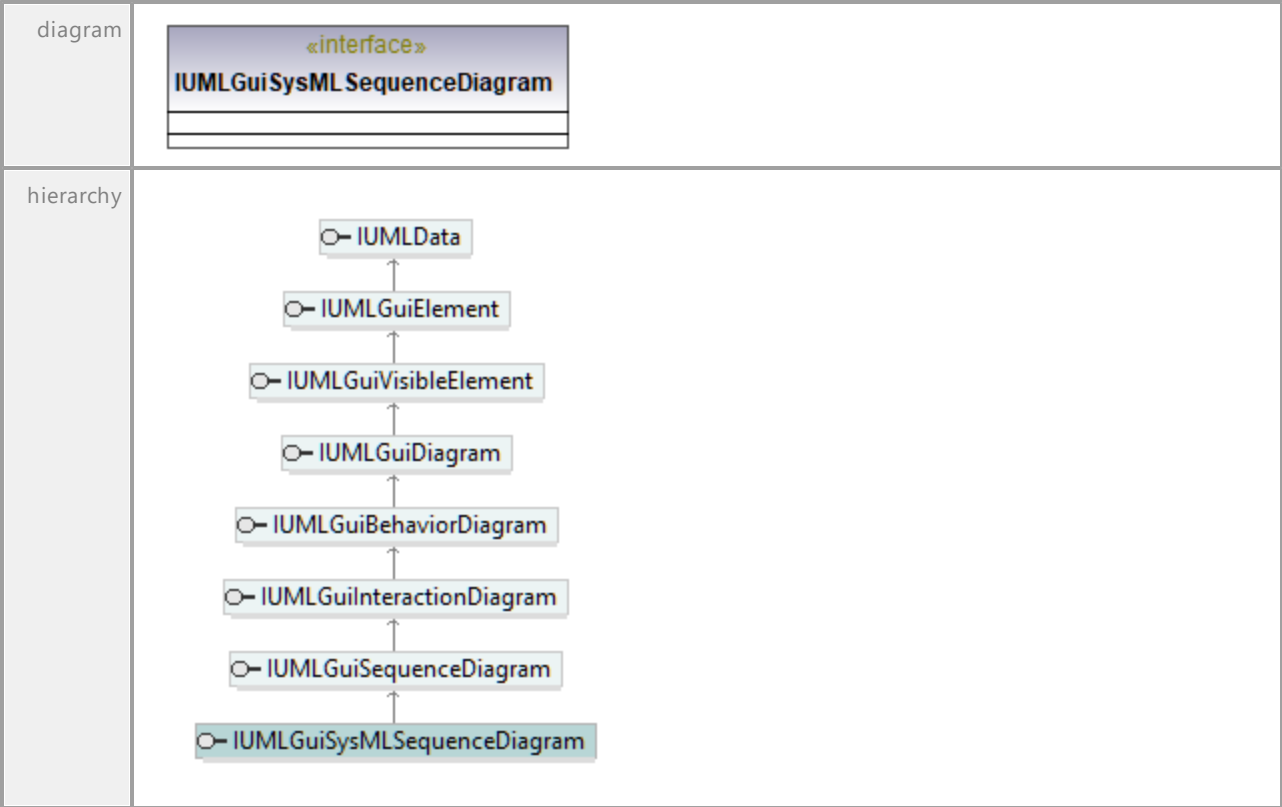 diagram
«interface»
IUMLGuiSysMLSequenceDiagram
hierarchy
IUMLData
IUMLGuiElement
IUMLGuiVisibleElement
IUMLGuiDiagram
IUMLGuiBehaviorDiagram
IUMLGuiInteractionDiagram
IUMLGuiSequenceDiagram
IUMLGuiSysMLSequenceDiagram